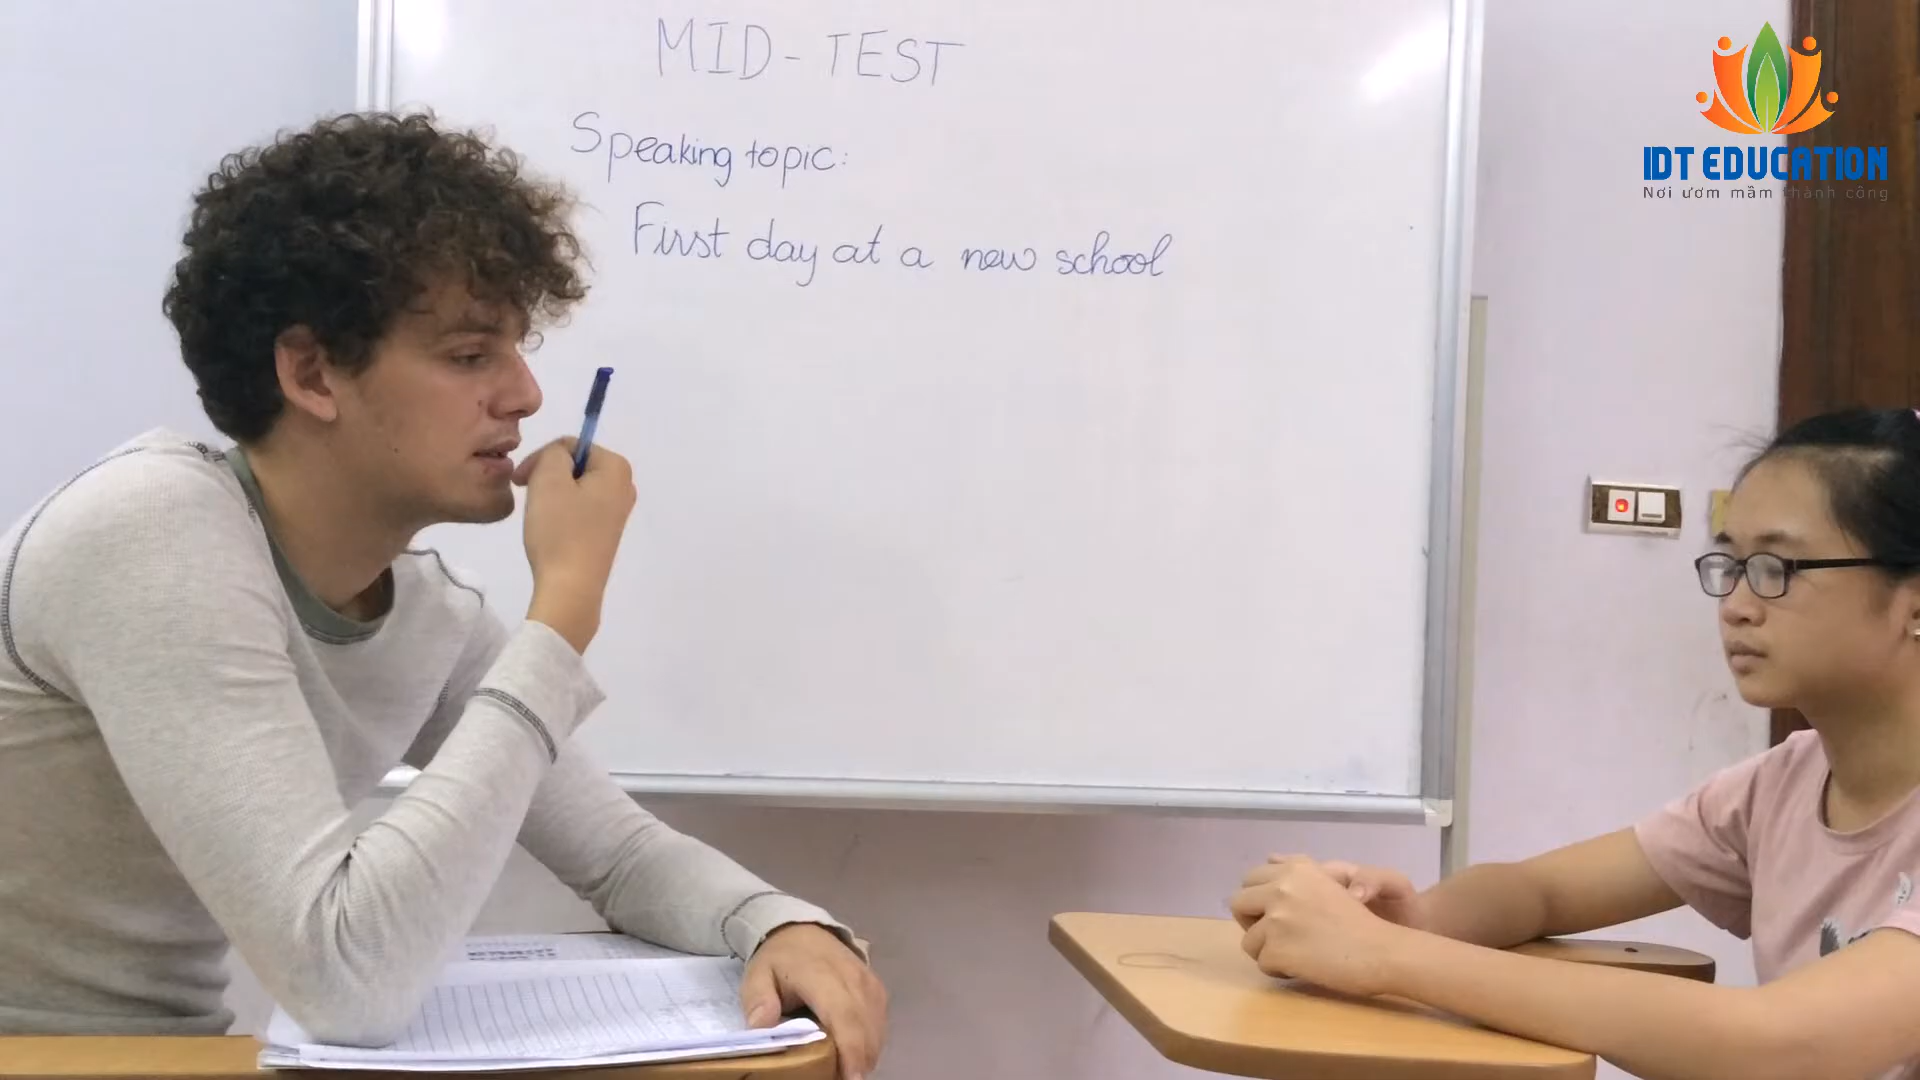 MID - TEST
Speaking topic:
First day at a new school
IDT EDUCATION
Nơi ươm mầm thành công